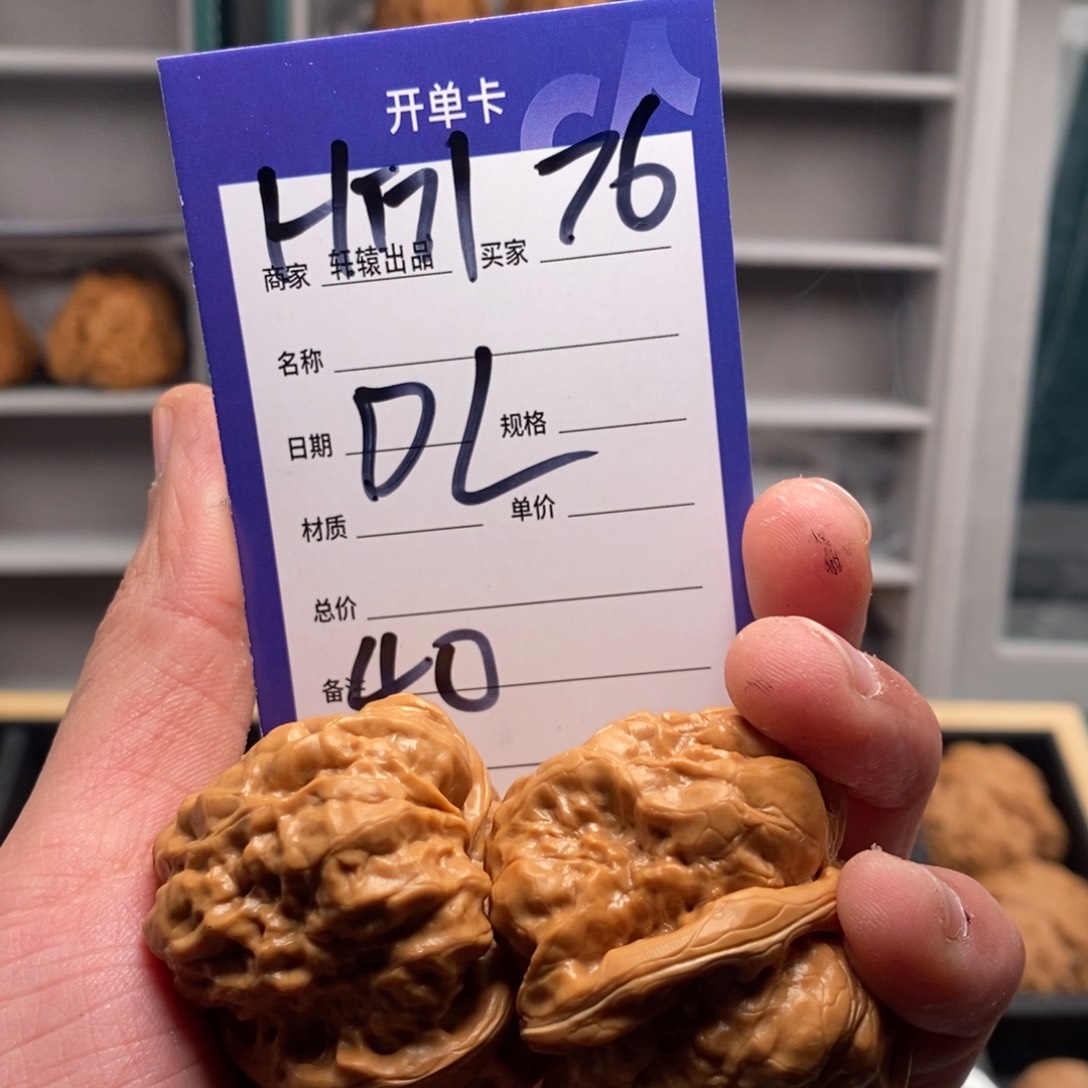 开单卡
76
商家 轩辕出品 买家
名称
DL
日期 规格
材质 单价
总价
备注 40